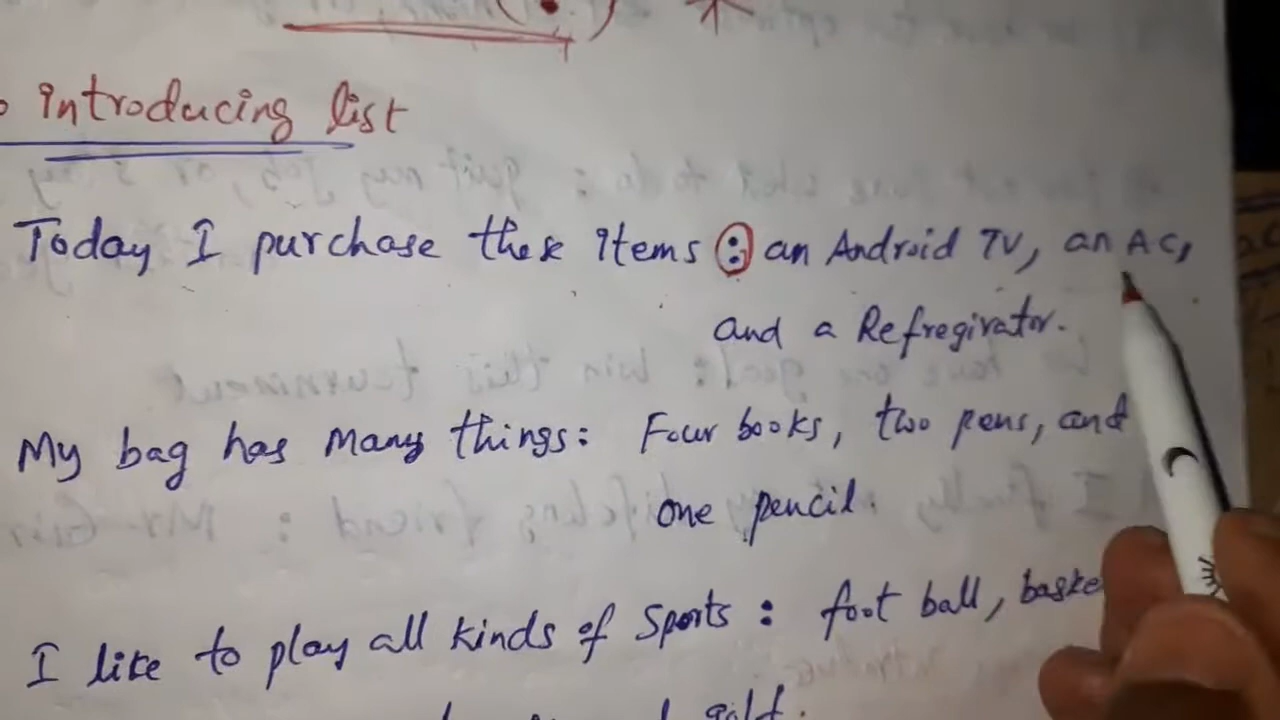 introducing list
Today I purchase these items : an Android TV, an AC,
and a Refregirator.
My bag has many things: Four books, two pens, and
one pencil.
I like to play all kinds of sports : foot ball, baske
golf.